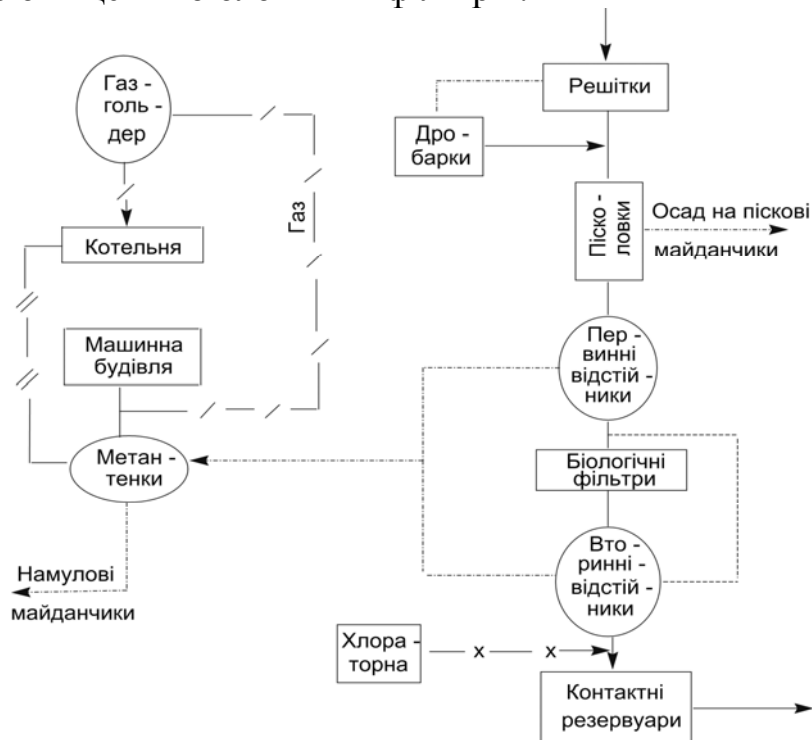 Решітки
Газ -
голь -
дер
Дро -
барки
Газ
Піско -
ловки
Осад на піскові
майданчики
Котельня
Машинна
будівля
Пер -
винні
відстій -
ники
Метан -
тенки
Біологічні
фільтри
Намулові
майданчики
Вто -
ринні -
відстій -
ники
Хлора -
торна
x x
Контактні
резервуари